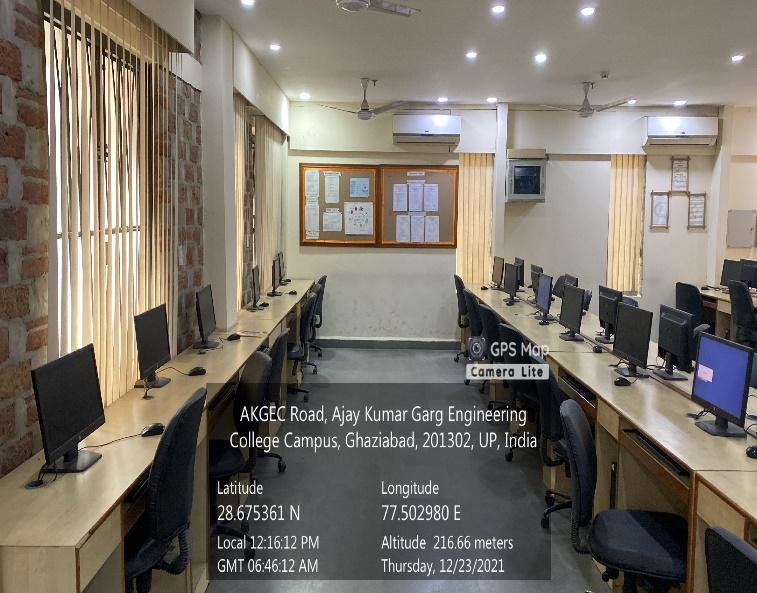 GPS Map
Camera Lite
AKGEC Road, Ajay Kumar Garg Engineering
College Campus, Ghaziabad, 201302, UP, India
Latitude
Longitude
28.675361 N
77.502980 E
Local 12:16:12 PM
Altitude 216.66 meters
GMT 06:46:12 AM
Thursday, 12/23/2021